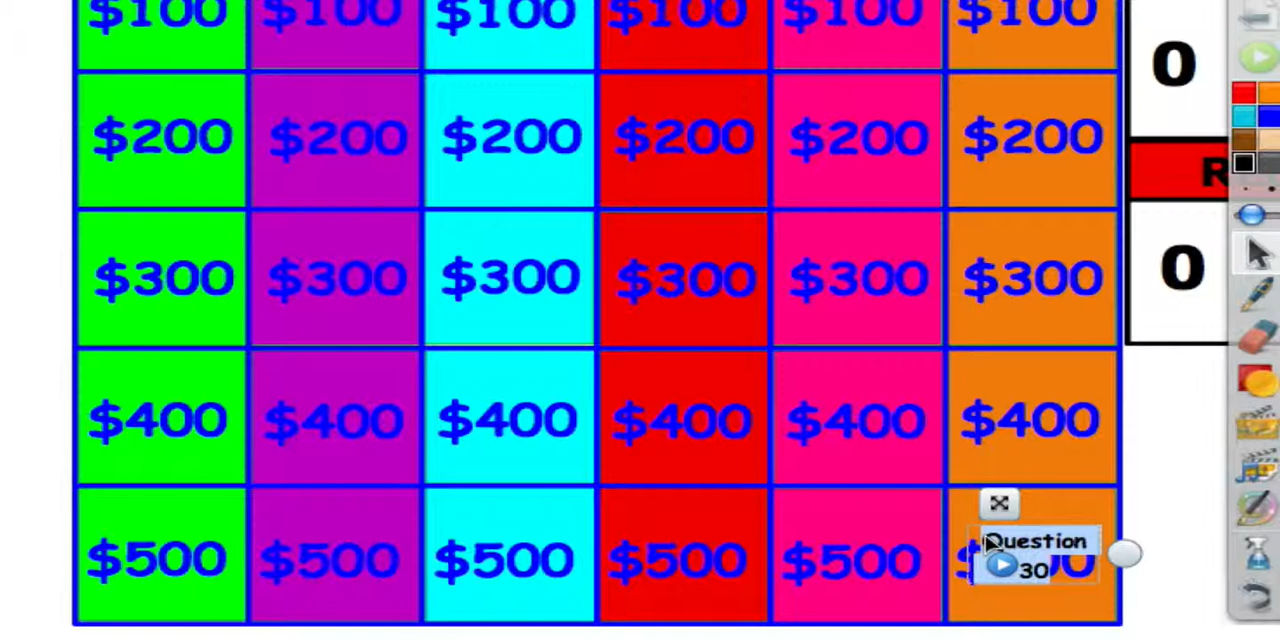 $100 $100 $100 $100 $100 $100
0
$200 $200 $200 $200 $200 $200
R
$300 $300 $300 $300 $300 $300
0
$400 $400 $400 $400 $400 $400
$500 $500 $500 $500 $500
Question
30